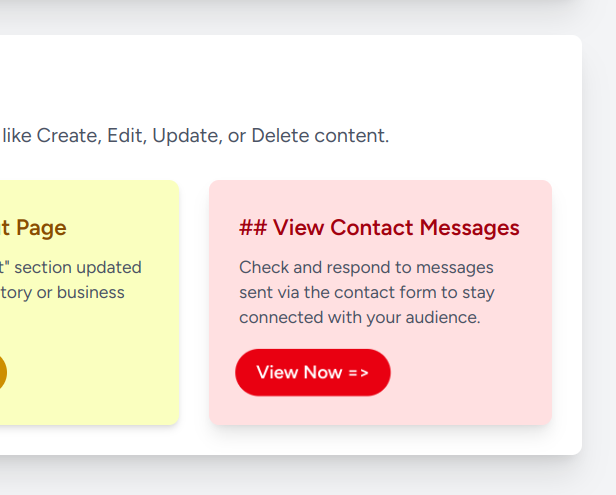 like Create, Edit, Update, or Delete content.
t Page
t" section updated
tory or business
## View Contact Messages
Check and respond to messages
sent via the contact form to stay
connected with your audience.
View Now =>